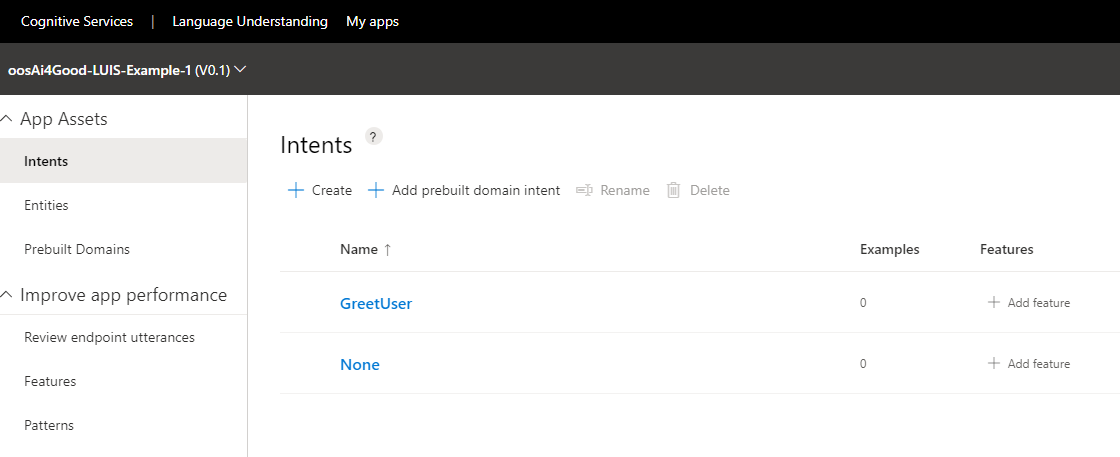 Cognitive Services | Language Understanding My apps
oosAi4Good-LUIS-Example-1 (V0.1)
App Assets
Intents
Entities
Prebuilt Domains
Improve app performance
Review endpoint utterances
Features
Patterns
Intents ?
+ Create + Add prebuilt domain intent Rename Delete
Name ↑ Examples Features
GreetUser 0 + Add feature
None 0 + Add feature